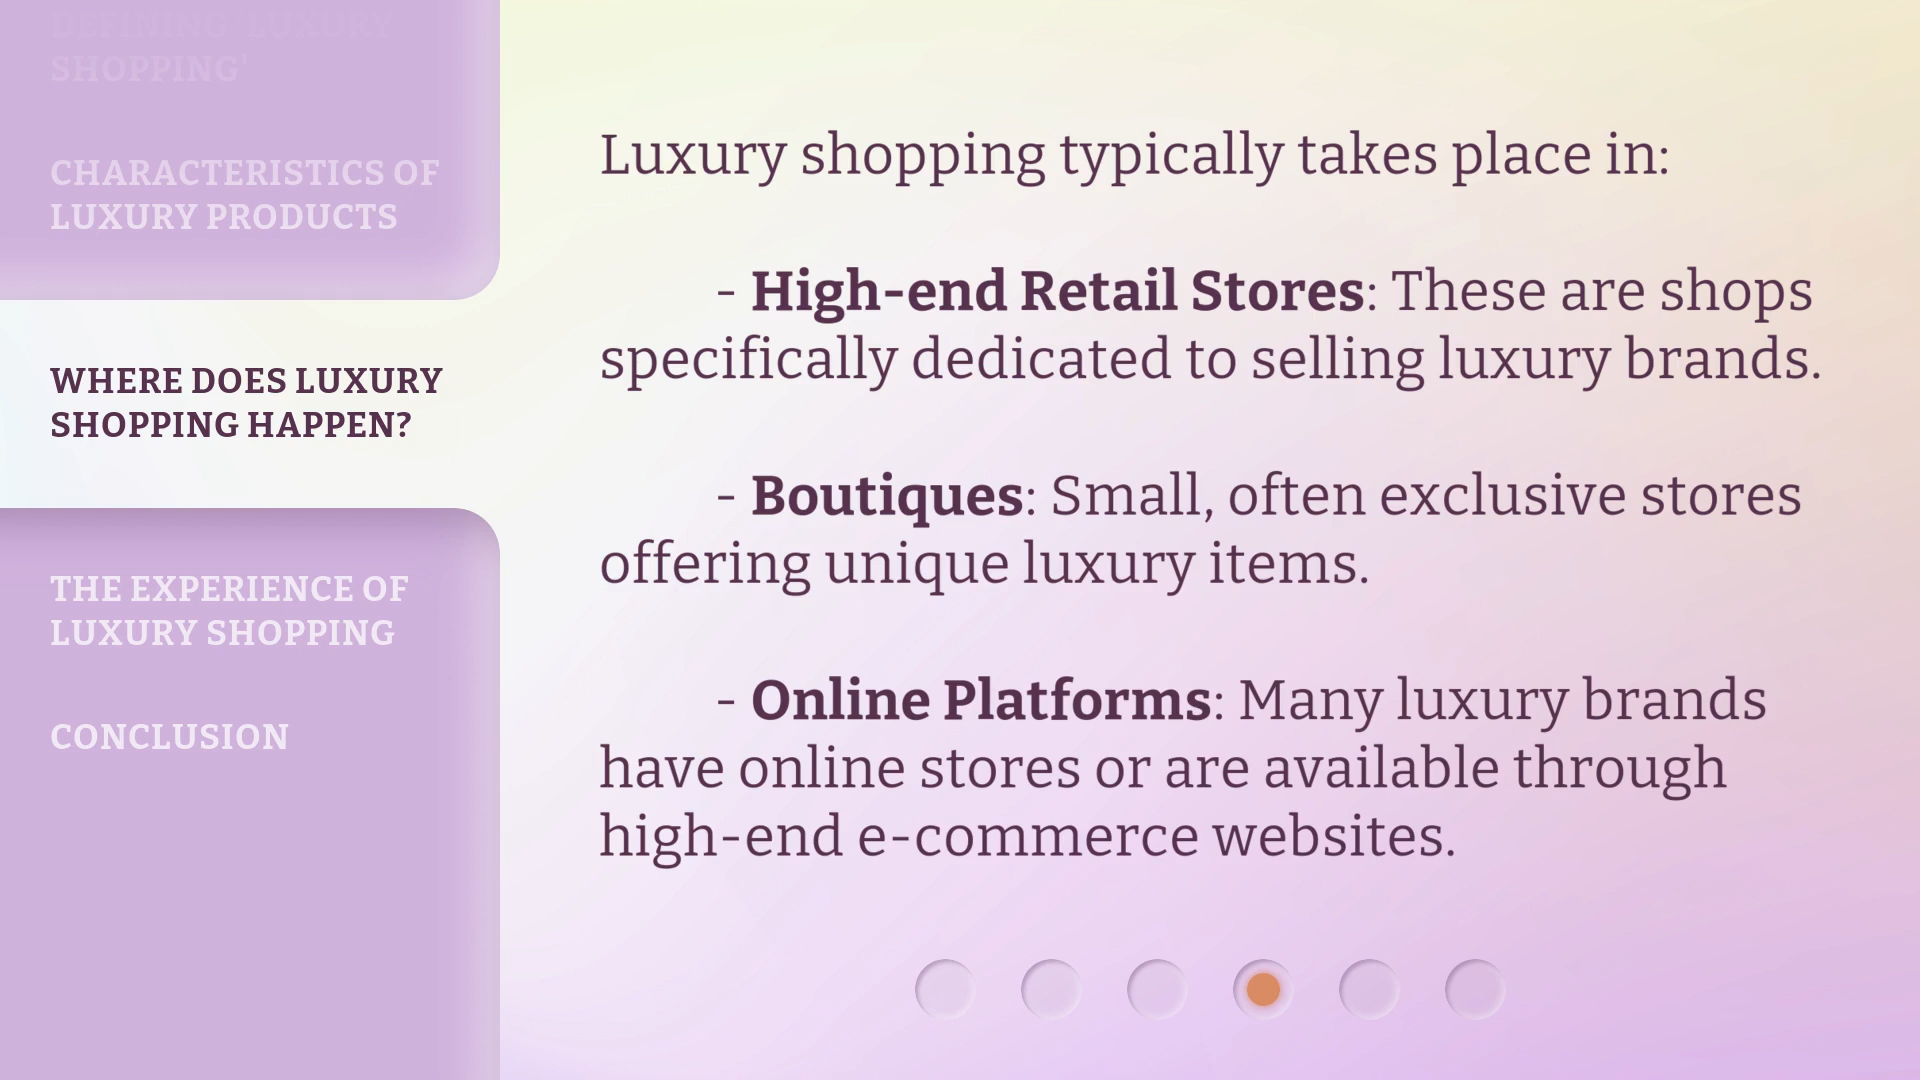 DEFINING 'LUXURY
SHOPPING'
CHARACTERISTICS OF
LUXURY PRODUCTS
WHERE DOES LUXURY
SHOPPING HAPPEN?
THE EXPERIENCE OF
LUXURY SHOPPING
CONCLUSION
Luxury shopping typically takes place in:
- High-end Retail Stores: These are shops
specifically dedicated to selling luxury brands.
- Boutiques: Small, often exclusive stores
offering unique luxury items.
- Online Platforms: Many luxury brands
have online stores or are available through
high-end e-commerce websites.